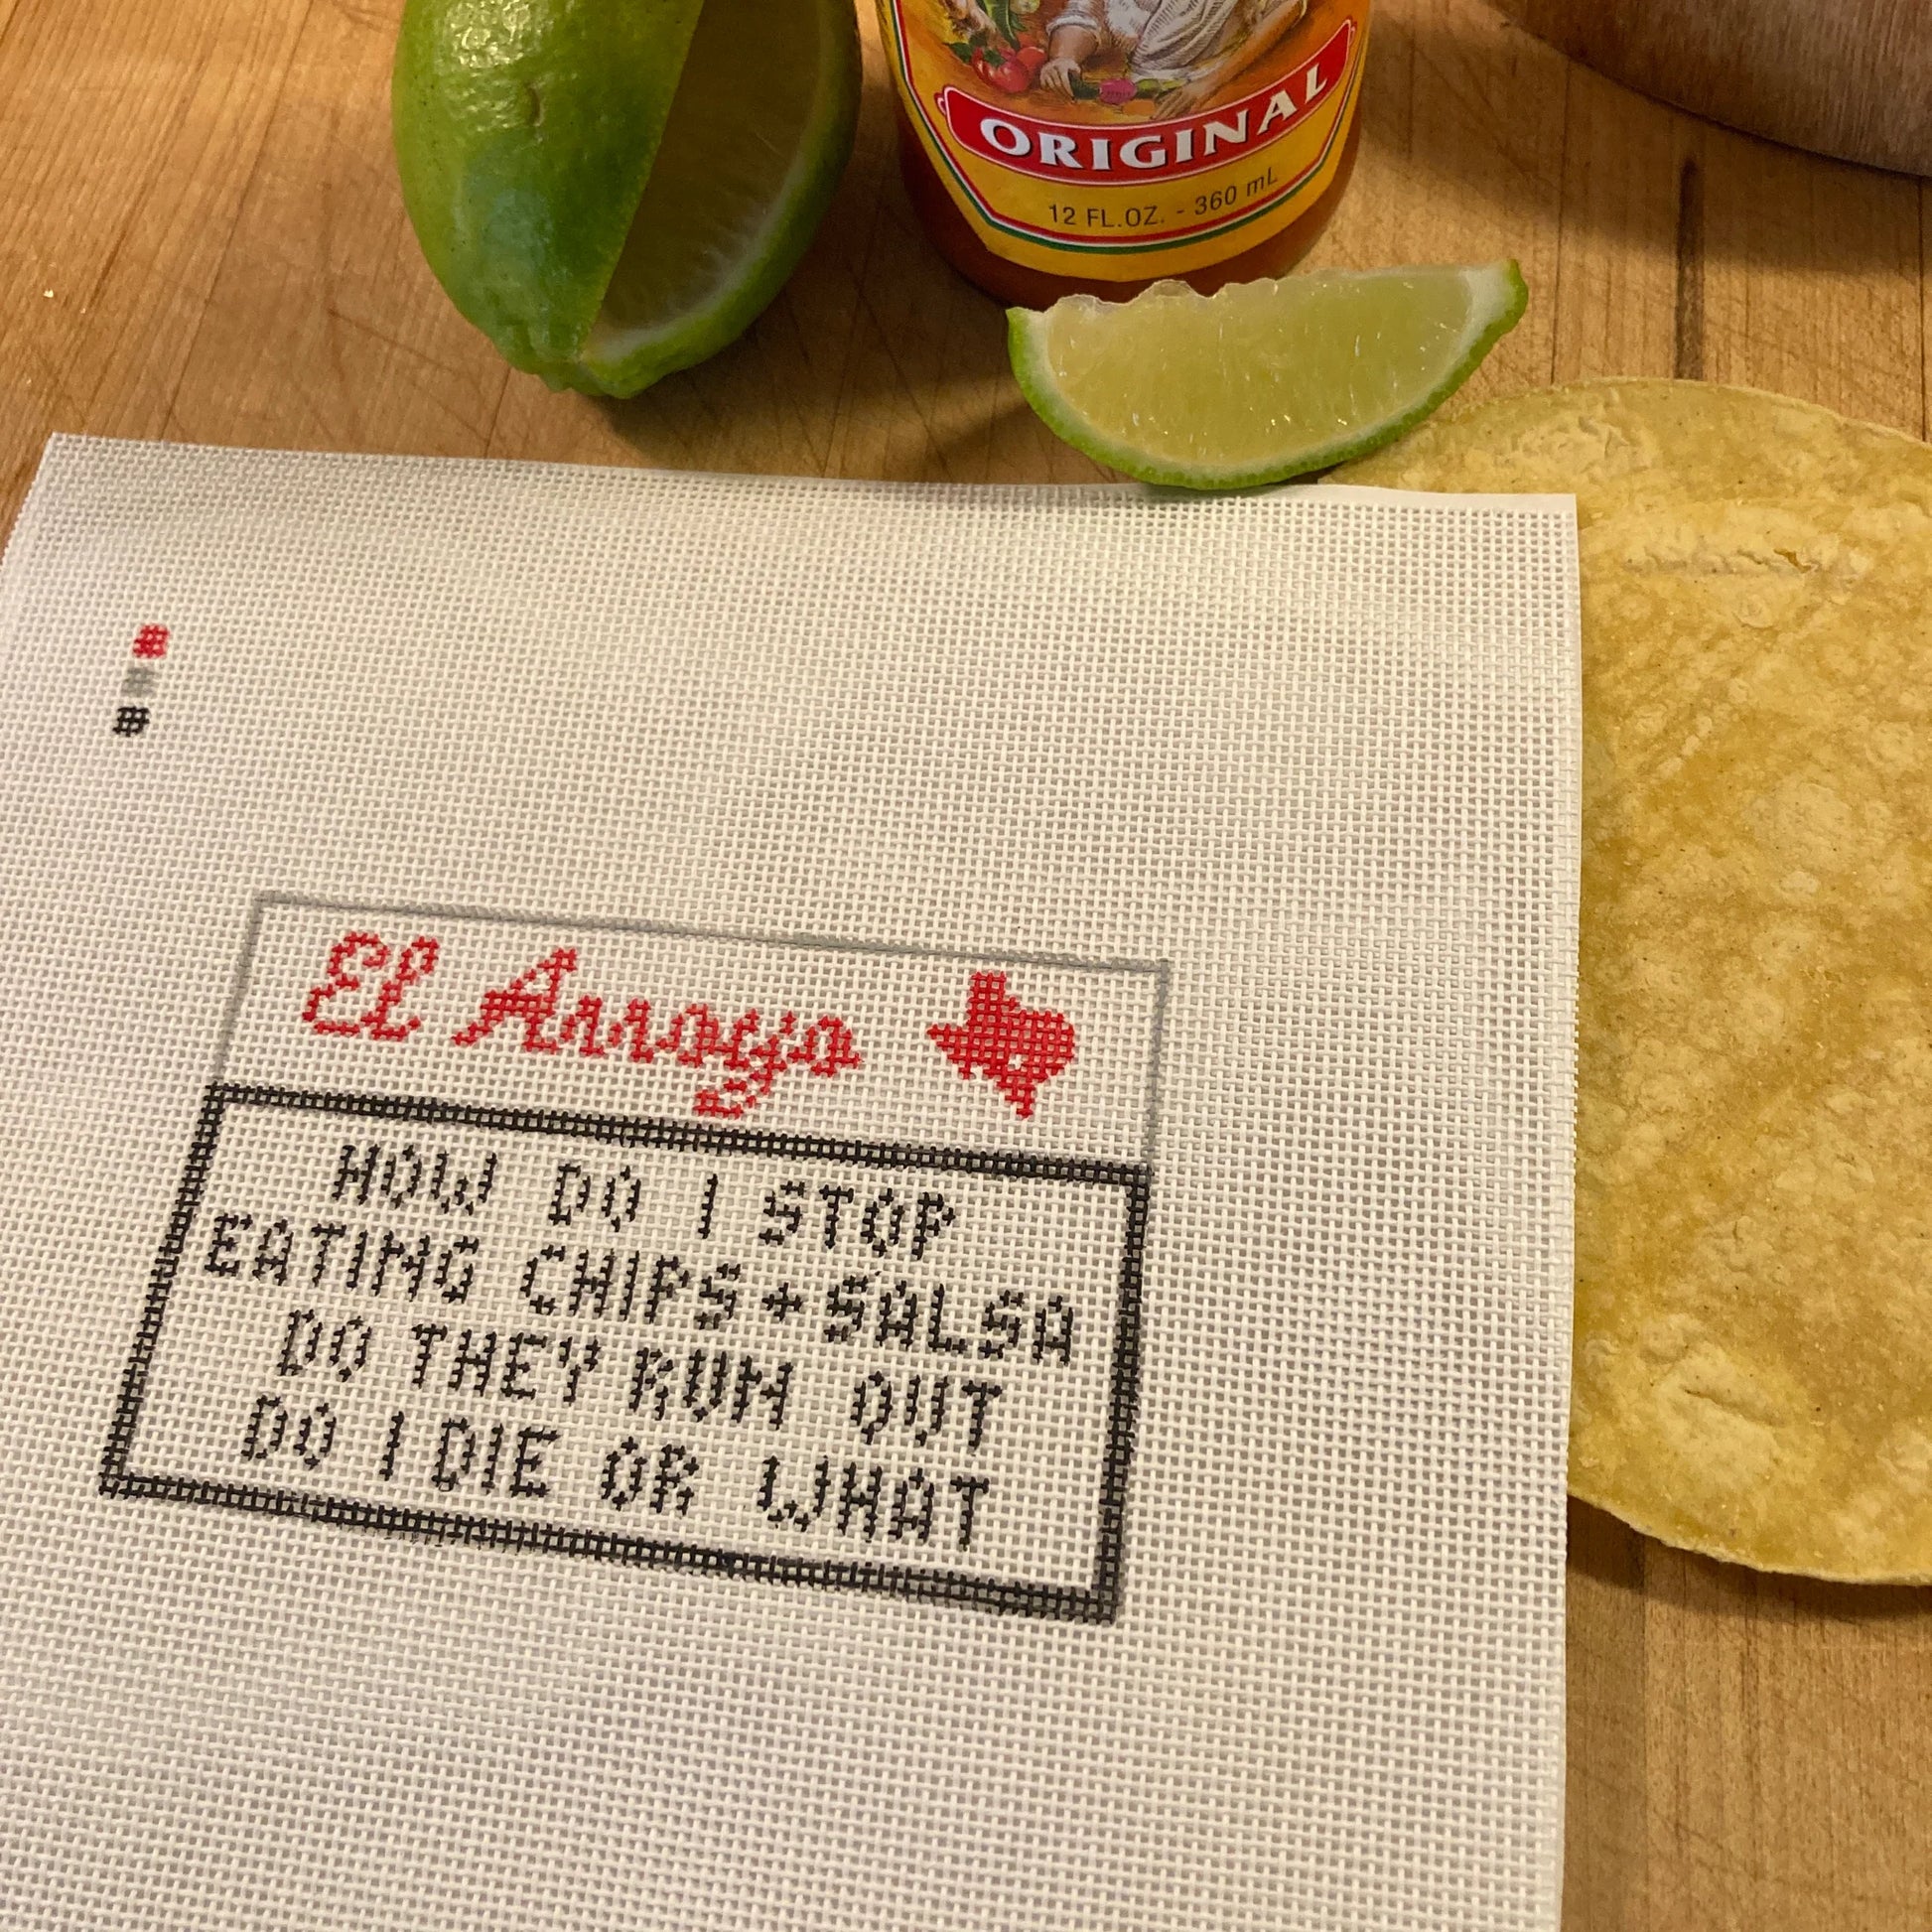 ORIGINAL
12 FL.OZ. - 360 mL
El Arroyo
HOW DO I STOP
EATING CHIPS + SALSA
DO THEY RUN OUT
DO I DIE OR WHAT